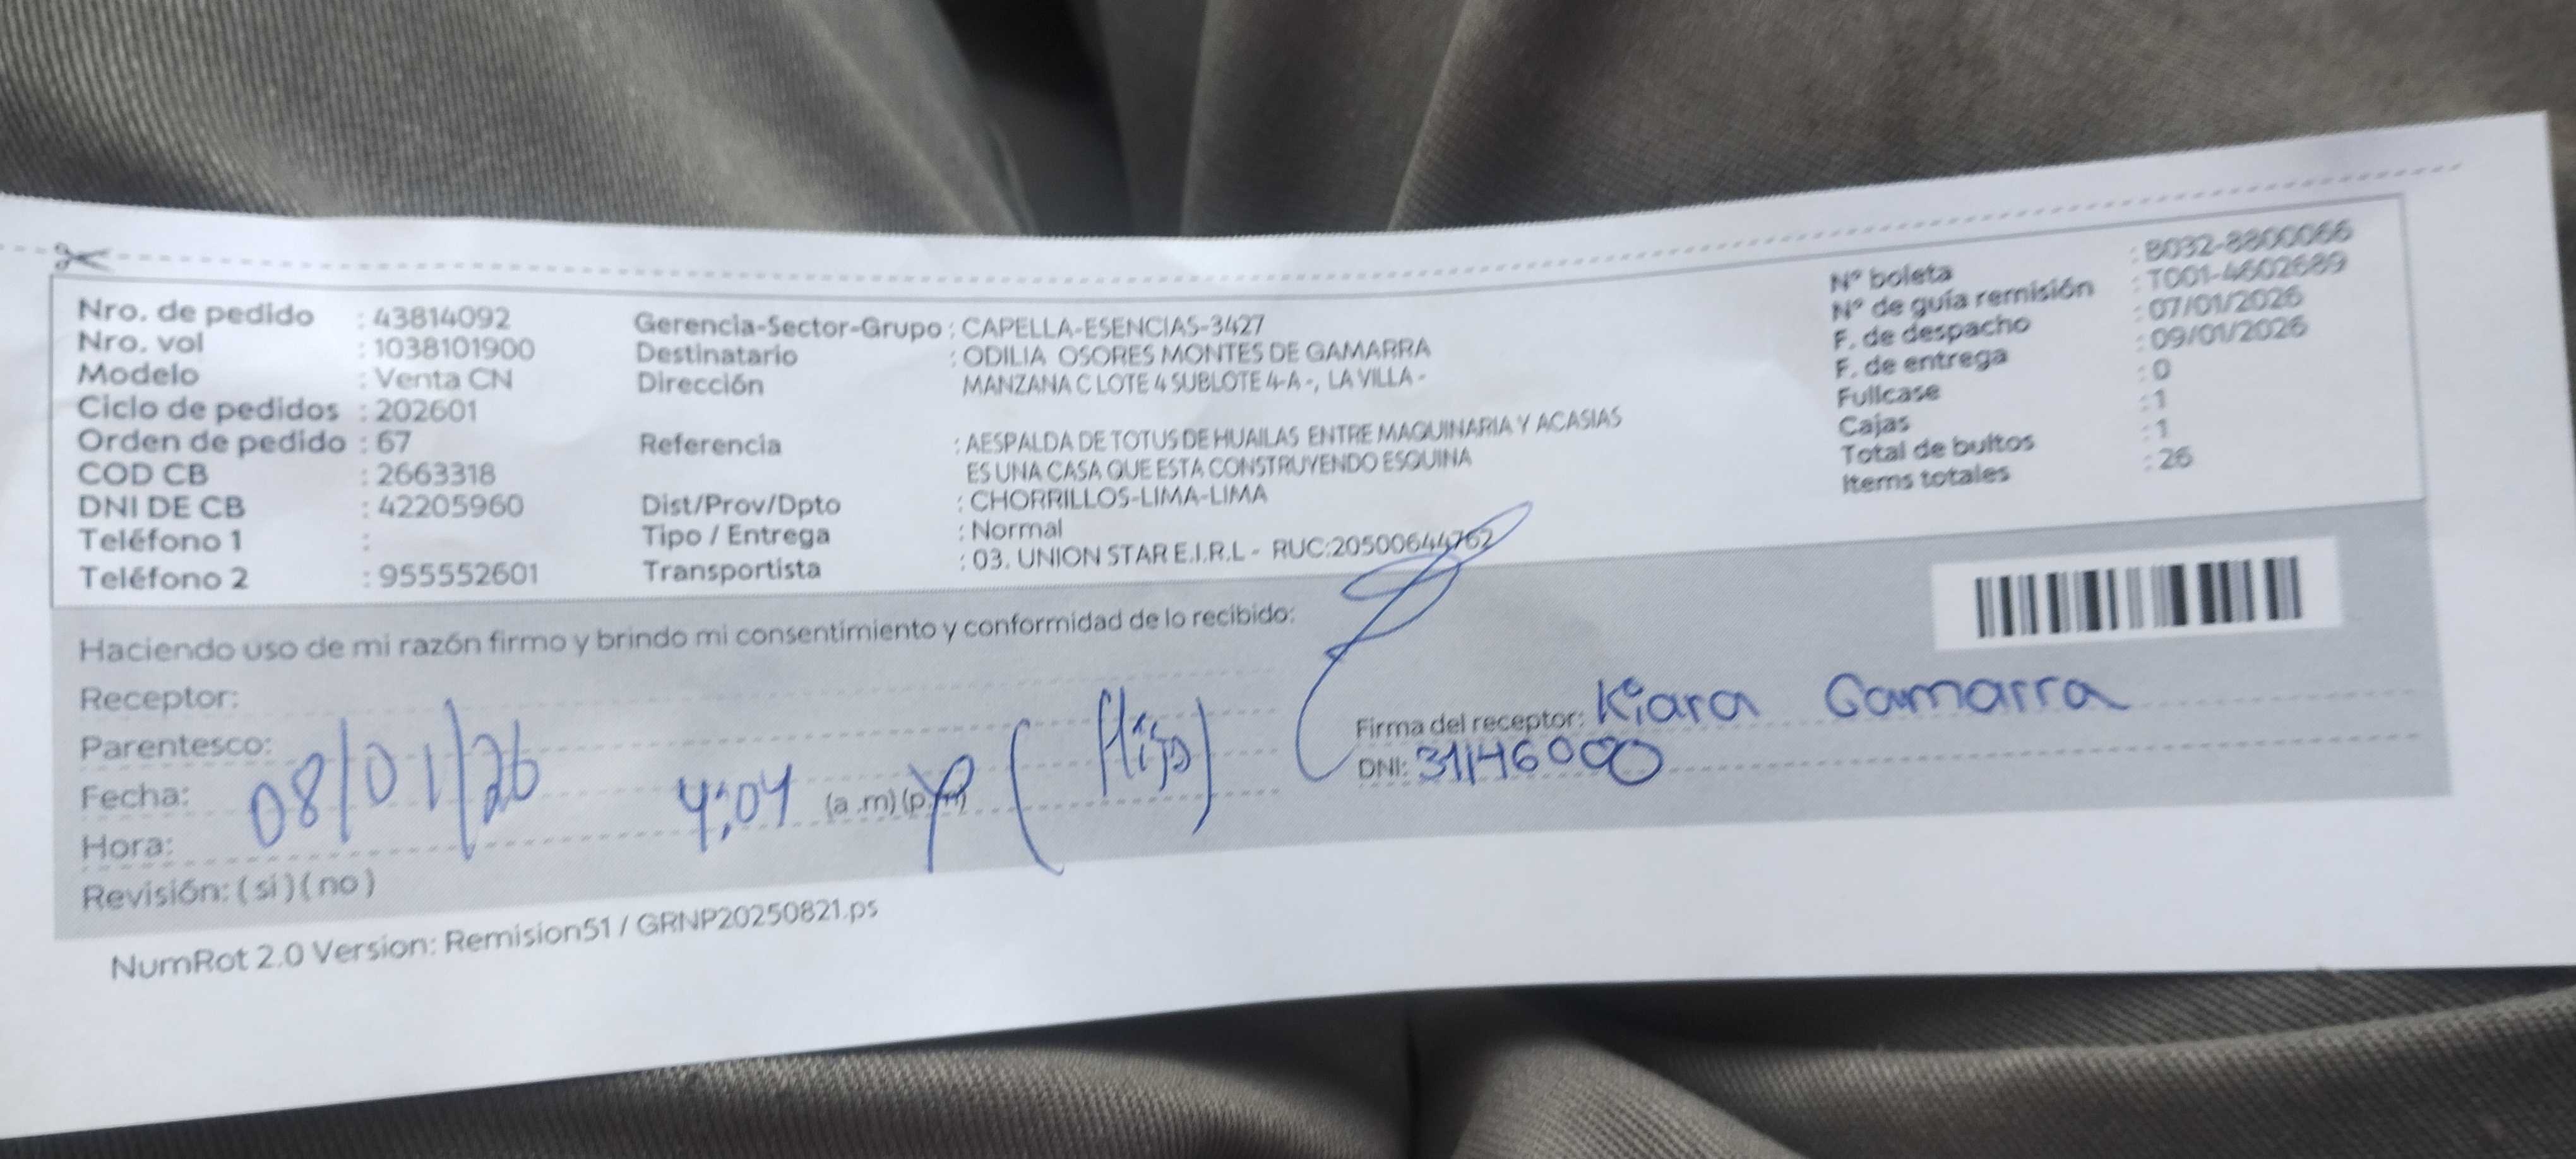 Nro. de pedido : 43814092
Nro. vol : 1038101900
Modelo : Venta CN
Ciclo de pedidos : 202601
Orden de pedido : 67
COD CB : 2663318
DNI DE CB : 42205960
Teléfono 1 :
Teléfono 2 : 955552601
Gerencia-Sector-Grupo : CAPELLA-ESENCIAS-3427
Destinatario : ODILIA OSORES MONTES DE GAMARRA
Dirección MANZANA C LOTE 4 SUBLOTE 4-A -, LA VILLA -
Referencia : AESPALDA DE TOTUS DE HUAILAS ENTRE MAQUINARIA Y ACASIAS
ES UNA CASA QUE ESTA CONSTRUYENDO ESQUINA
Dist/Prov/Dpto : CHORRILLOS-LIMA-LIMA
Tipo / Entrega : Normal
Transportista : 03. UNION STAR E.I.R.L - RUC:20500644762
N° boleta : B032-8800066
N° de guía remisión : T001-4602689
F. de despacho : 07/01/2026
F. de entrega : 09/01/2026
Fullcase : 0
Cajas : 1
Total de bultos : 1
Items totales : 26
Haciendo uso de mi razón firmo y brindo mi consentimiento y conformidad de lo recibido:
Receptor:
Parentesco:
Fecha: 08/01/26
Hora: 4:04 (a.m)(p.m)
Revisión: (si)(no)
Firma del receptor: Kiara Gamarra
DNI:
NumRot 2.0 Version: Remision51 / GRNP20250821.ps